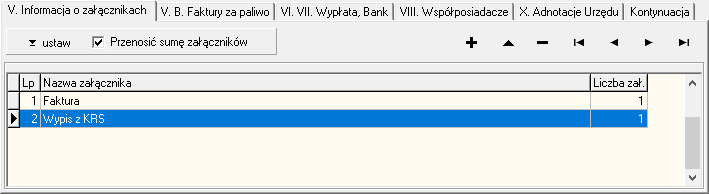 V. Informacja o załącznikach V. B. Faktury za paliwo VI. VII. Wypłata, Bank VIII. Współposiadacze X. Adnotacje Urzędu Kontynuacja
ustaw Przenosić sumę załączników
Lp Nazwa załącznika Liczba zał.
1 Faktura 1
2 Wypis z KRS 1